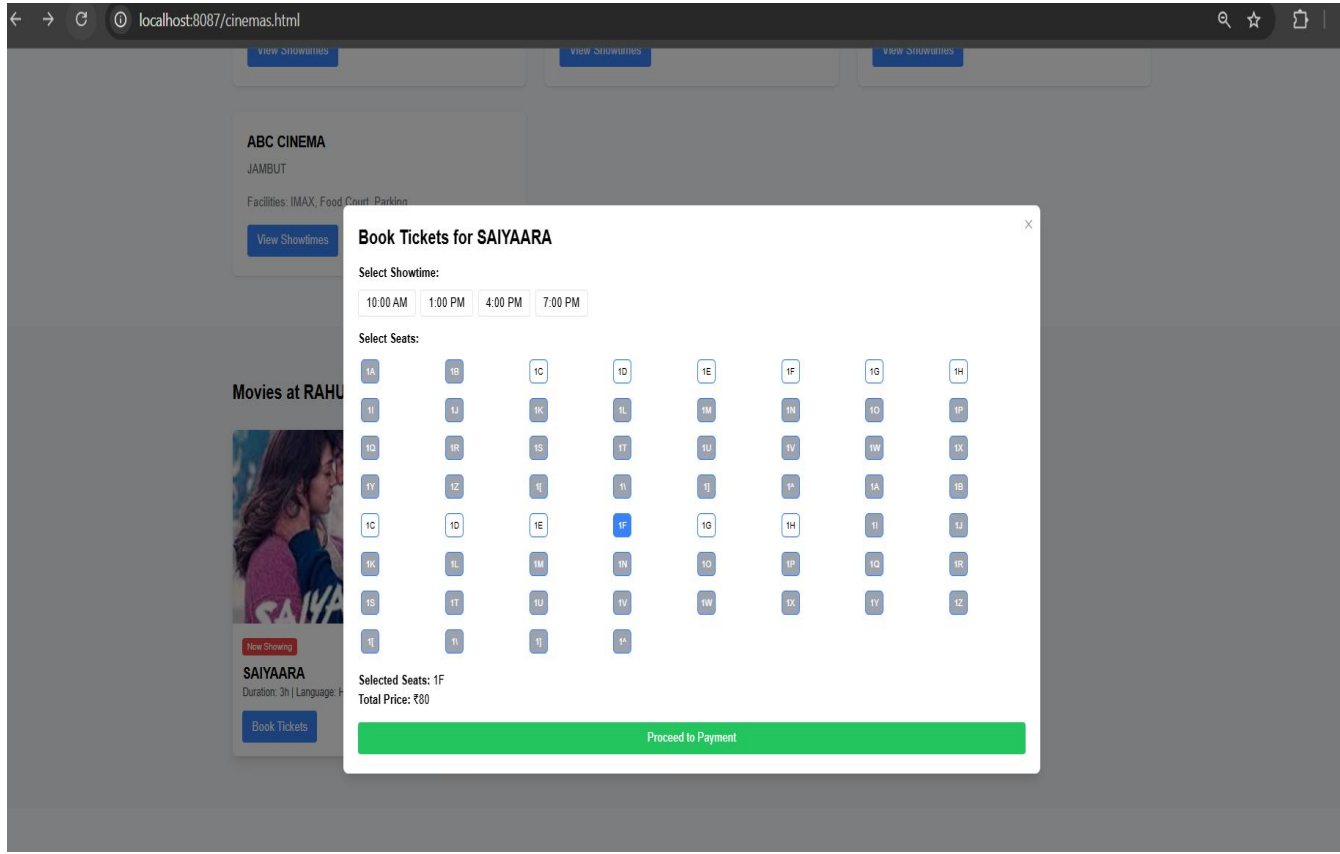 localhost:8087/cinemas.html
View Showtimes View Showtimes View Showtimes
ABC CINEMA
JAMBUT
Facilities: IMAX, Food Court, Parking
View Showtimes
Book Tickets for SAIYAARA
X
Select Showtime:
10:00 AM 1:00 PM 4:00 PM 7:00 PM
Select Seats:
1A 1B 1C 1D 1E 1F 1G 1H
1I 1J 1K 1L 1M 1N 1O 1P
1Q 1R 1S 1T 1U 1V 1W 1X
1Y 1Z 1[ 1\ 1] 1^ 1A 1B
1C 1D 1E 1F 1G 1H 1I 1J
1K 1L 1M 1N 1O 1P 1Q 1R
1S 1T 1U 1V 1W 1X 1Y 1Z
1[ 1\ 1] 1^
Selected Seats: 1F
Total Price: ₹80
Proceed to Payment
Movies at RAHU
SAIYA
Now Showing
SAIYAARA
Duration: 3h | Language: H
Book Tickets